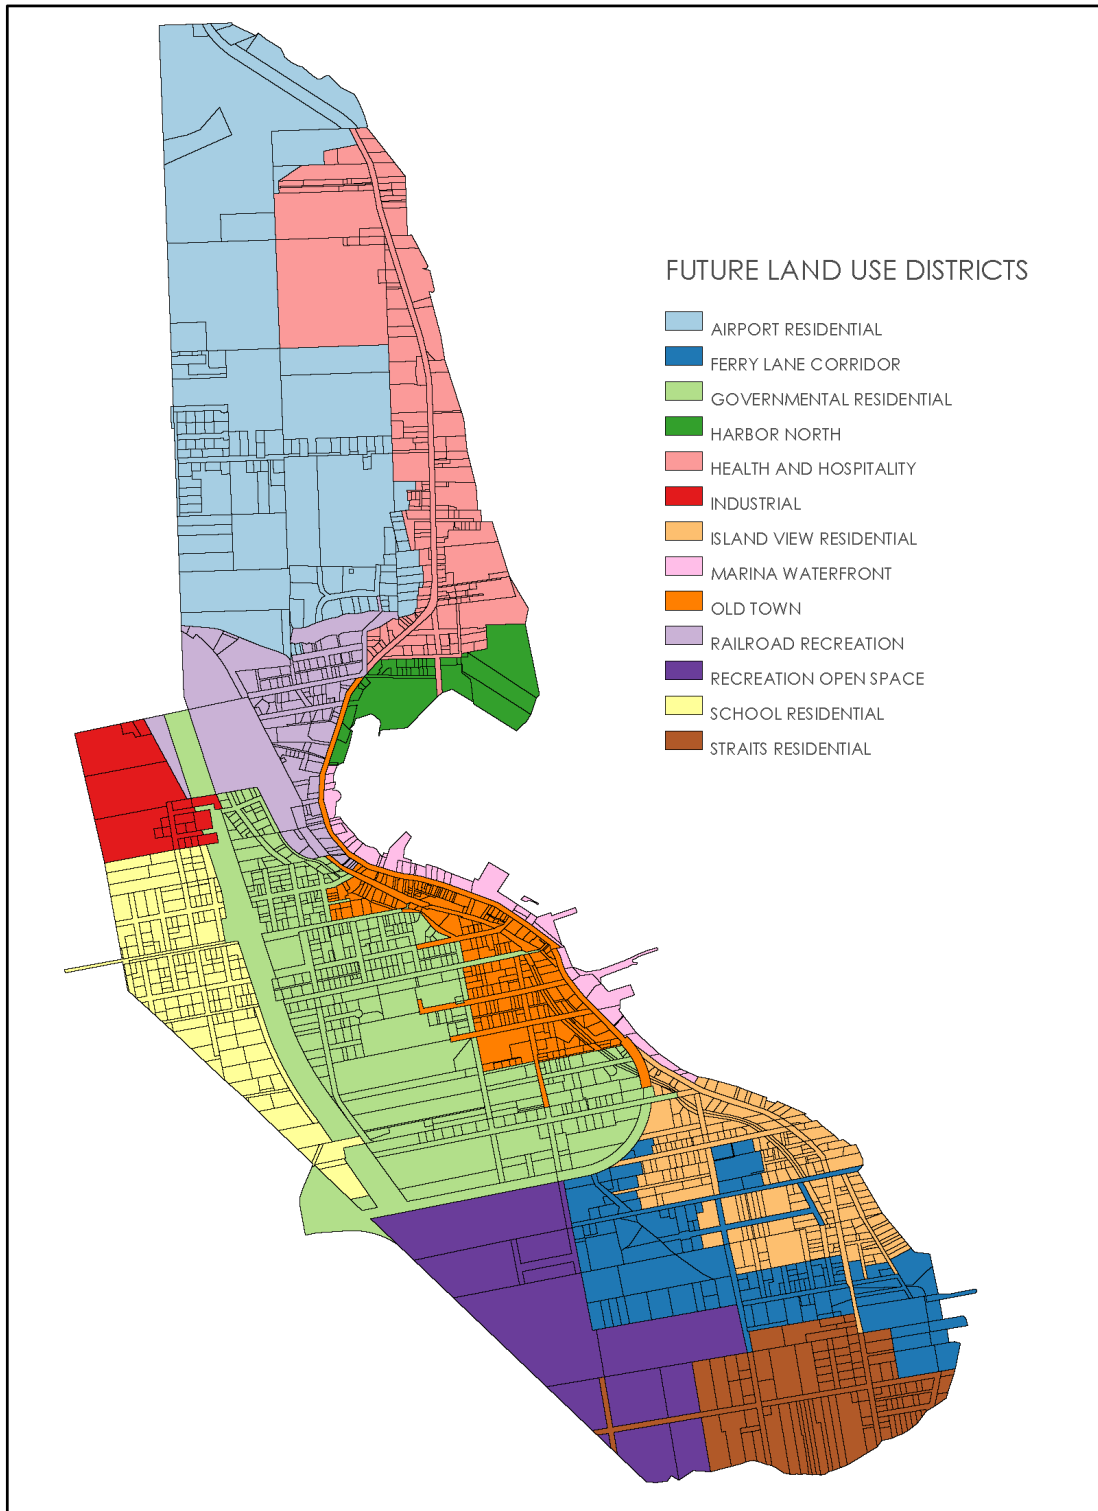 FUTURE LAND USE DISTRICTS
AIRPORT RESIDENTIAL
FERRY LANE CORRIDOR
GOVERNMENTAL RESIDENTIAL
HARBOR NORTH
HEALTH AND HOSPITALITY
INDUSTRIAL
ISLAND VIEW RESIDENTIAL
MARINA WATERFRONT
OLD TOWN
RAILROAD RECREATION
RECREATION OPEN SPACE
SCHOOL RESIDENTIAL
STRAITS RESIDENTIAL